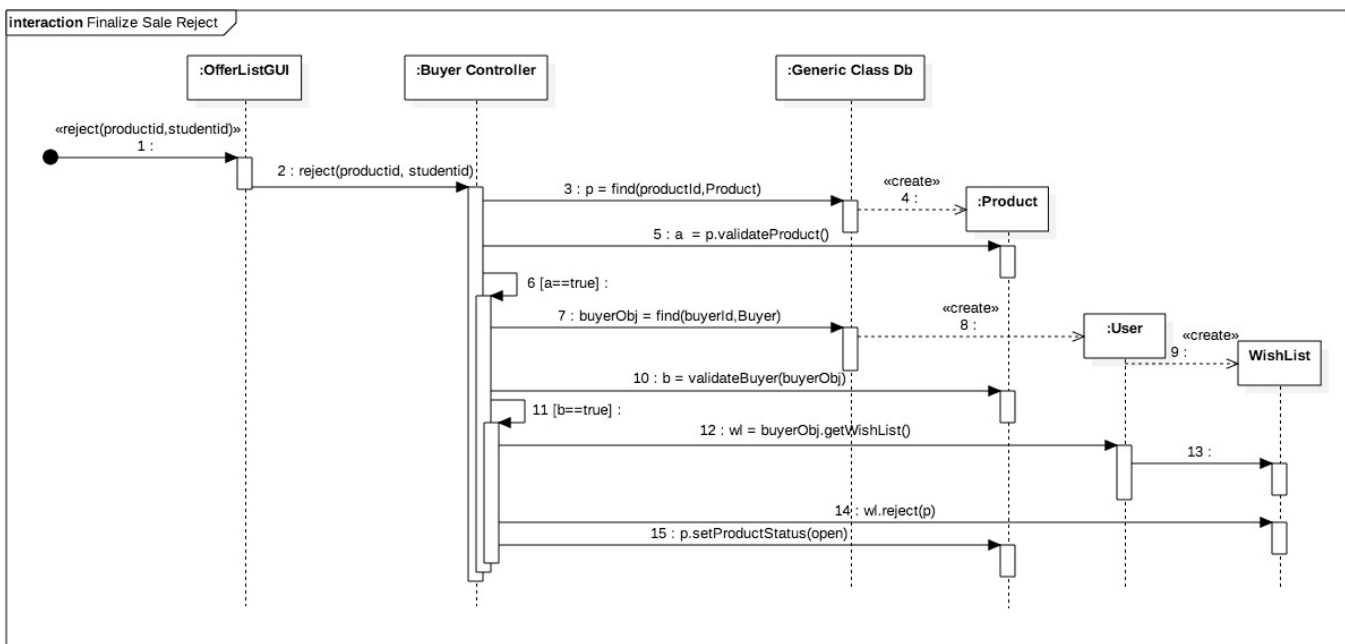 interaction Finalize Sale Reject
:OfferListGUI
:Buyer Controller
:Generic Class Db
«reject(productid,studentid)»
1 :
2 : reject(productid, studentid)
3 : p = find(productId,Product)
«create»
4 :
:Product
5 : a  = p.validateProduct()
6 [a==true] :
7 : buyerObj = find(buyerId,Buyer)
«create»
8 :
:User
«create»
9 :
WishList
10 : b = validateBuyer(buyerObj)
11 [b==true] :
12 : wl = buyerObj.getWishList()
13 :
14 : wl.reject(p)
15 : p.setProductStatus(open)